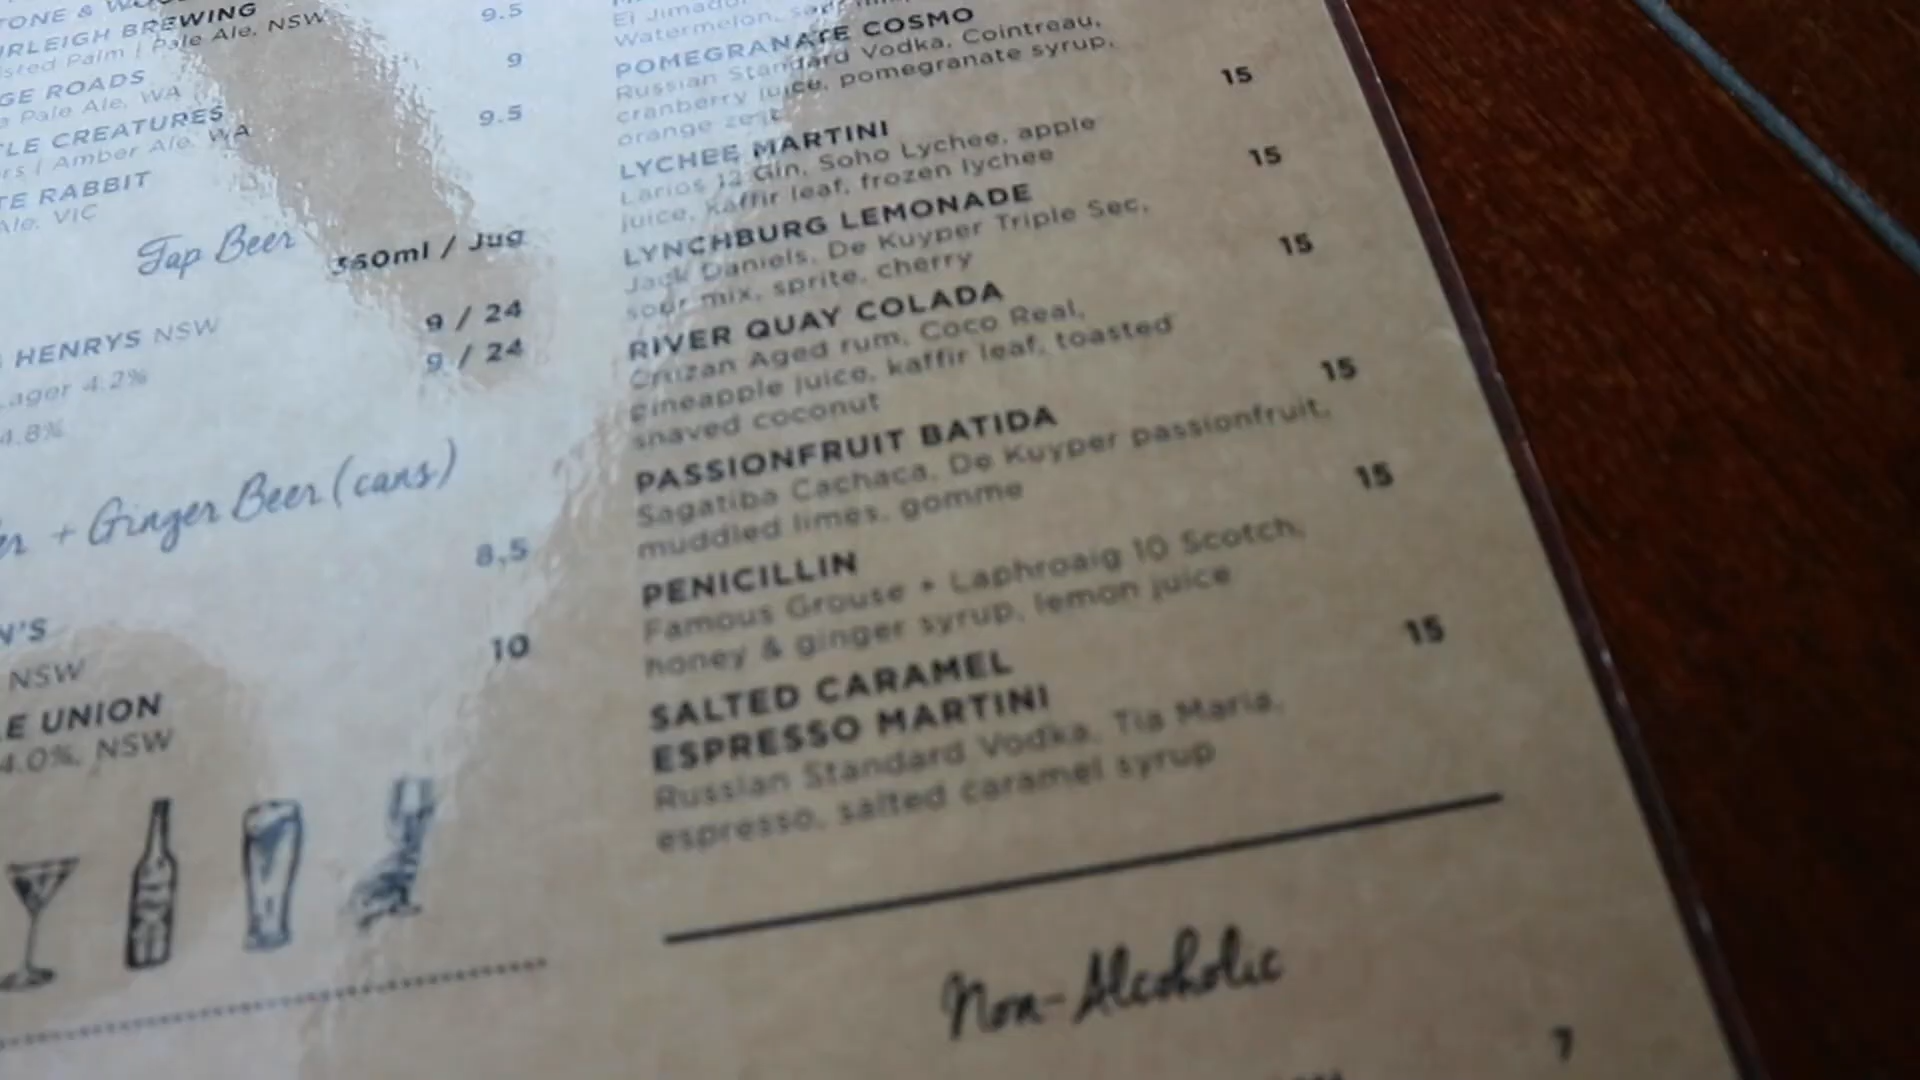 9.5
BREWING
Palm | Pale Ale, NSW
9
ROADS
Pale Ale, WA
9.5
CREATURES
| Amber Ale, WA
RABBIT
Ale, VIC
Tap Beer
360ml / Jug
HENRYS NSW
9 / 24
9 / 24
4.2%
4.8%
+ Ginger Beer (cans)
8.5
NSW
10
UNION
4.0%, NSW
El Jimador
Watermelon,
POMEGRANATE COSMO
Russian Standard Vodka, Cointreau,
cranberry juice, pomegranate syrup,
orange zest
15
LYCHEE MARTINI
Larios 12 Gin, Soho Lychee, apple
juice, kaffir leaf, frozen lychee
15
LYNCHBURG LEMONADE
Jack Daniels, De Kuyper Triple Sec,
sour mix, sprite, cherry
15
RIVER QUAY COLADA
Cruzan Aged rum, Coco Real,
pineapple juice, kaffir leaf, toasted
shaved coconut
15
PASSIONFRUIT BATIDA
Sagatiba Cachaca, De Kuyper passionfruit,
muddled limes, gomme
15
PENICILLIN
Famous Grouse + Laphroaig 10 Scotch,
honey & ginger syrup, lemon juice
15
SALTED CARAMEL
ESPRESSO MARTINI
Russian Standard Vodka, Tia Maria,
espresso, salted caramel syrup
Non-Alcoholic
7